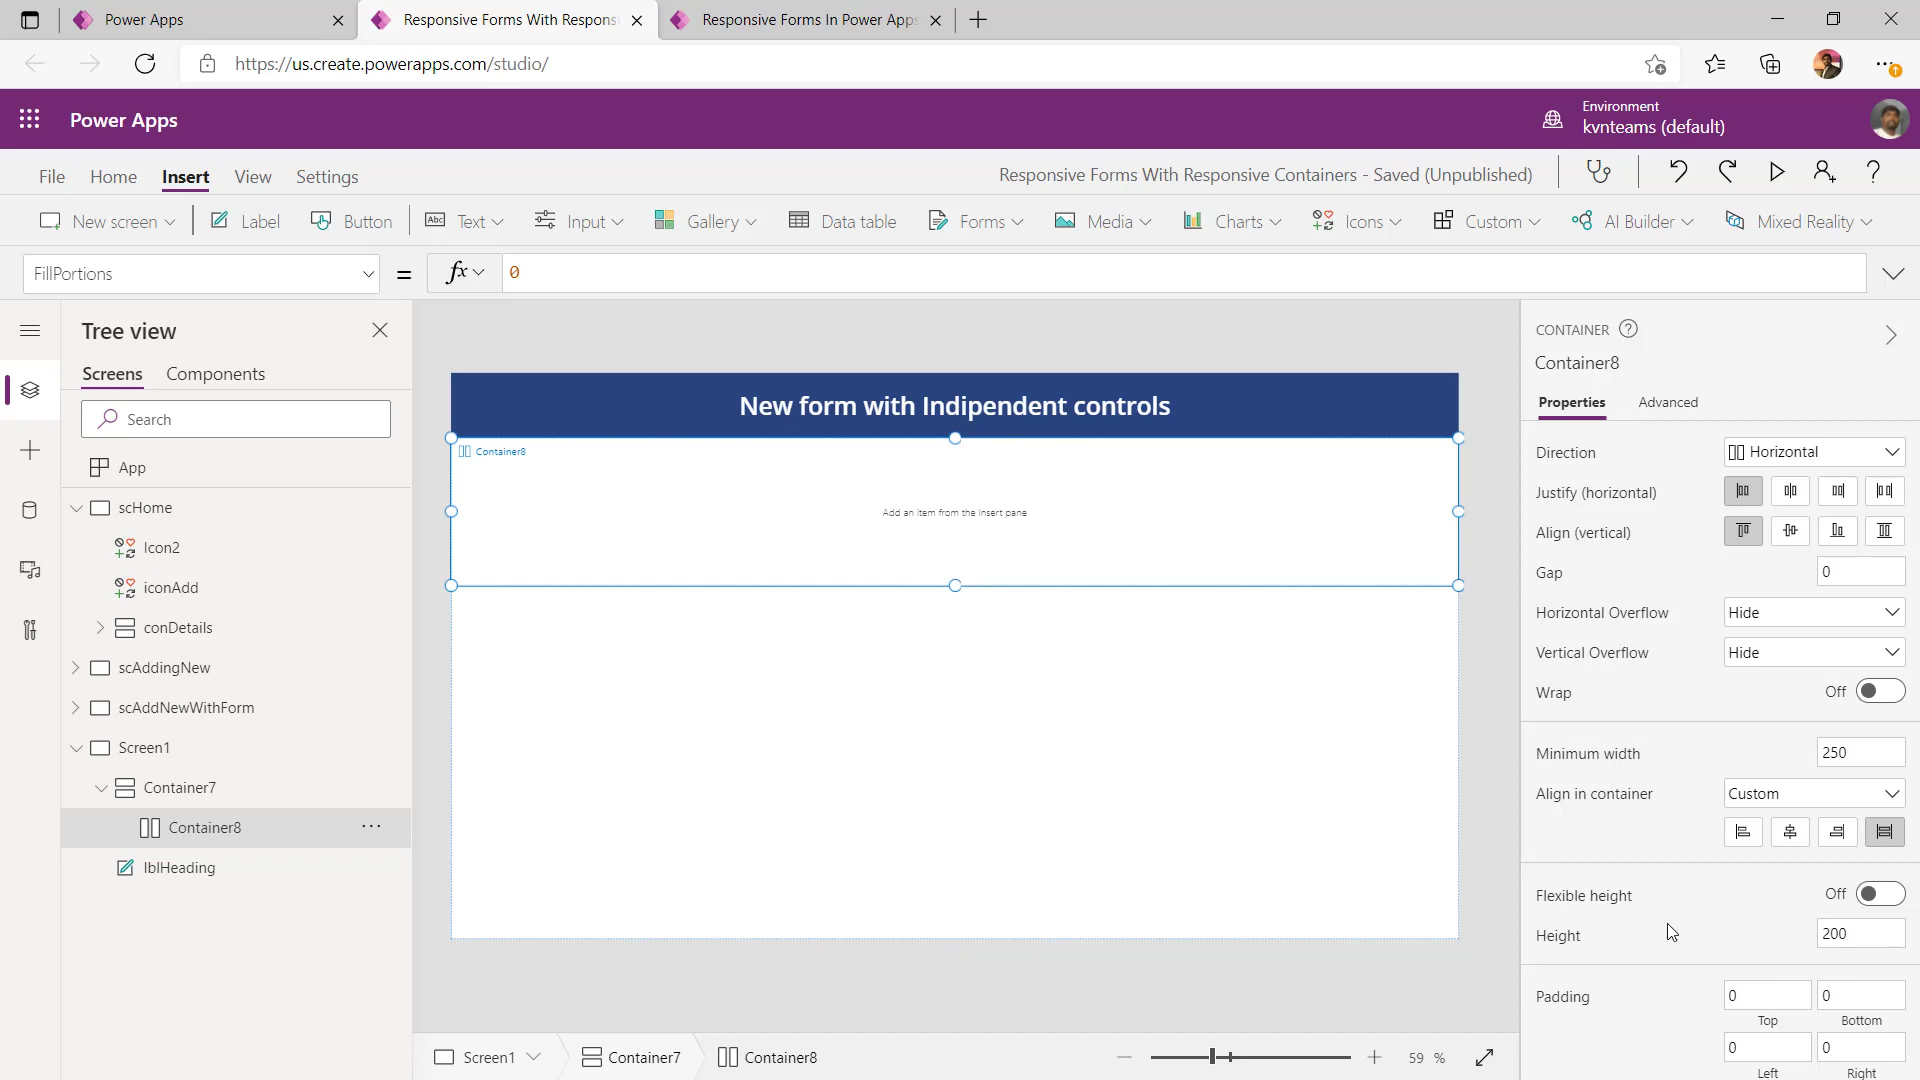 Power Apps
Responsive Forms With Respons
Responsive Forms In Power Apps
https://us.create.powerapps.com/studio/
Power Apps
Environment
kvnteams (default)
File
Home
Insert
View
Settings
Responsive Forms With Responsive Containers - Saved (Unpublished)
New screen
Label
Button
Abc
Text
Input
Gallery
Data table
Forms
Media
Charts
Icons
Custom
AI Builder
Mixed Reality
FillPortions
=
fx
0
Tree view
Screens
Components
Search
App
scHome
Icon2
iconAdd
conDetails
scAddingNew
scAddNewWithForm
Screen1
Container7
Container8
lblHeading
New form with Indipendent controls
Container8
Add an item from the Insert pane
Screen1
Container7
Container8
59 %
CONTAINER
Container8
Properties
Advanced
Direction
Horizontal
Justify (horizontal)
Align (vertical)
Gap
0
Horizontal Overflow
Hide
Vertical Overflow
Hide
Wrap
Off
Minimum width
250
Align in container
Custom
Flexible height
Off
Height
200
Padding
0
0
Top
Bottom
0
0
Left
Right